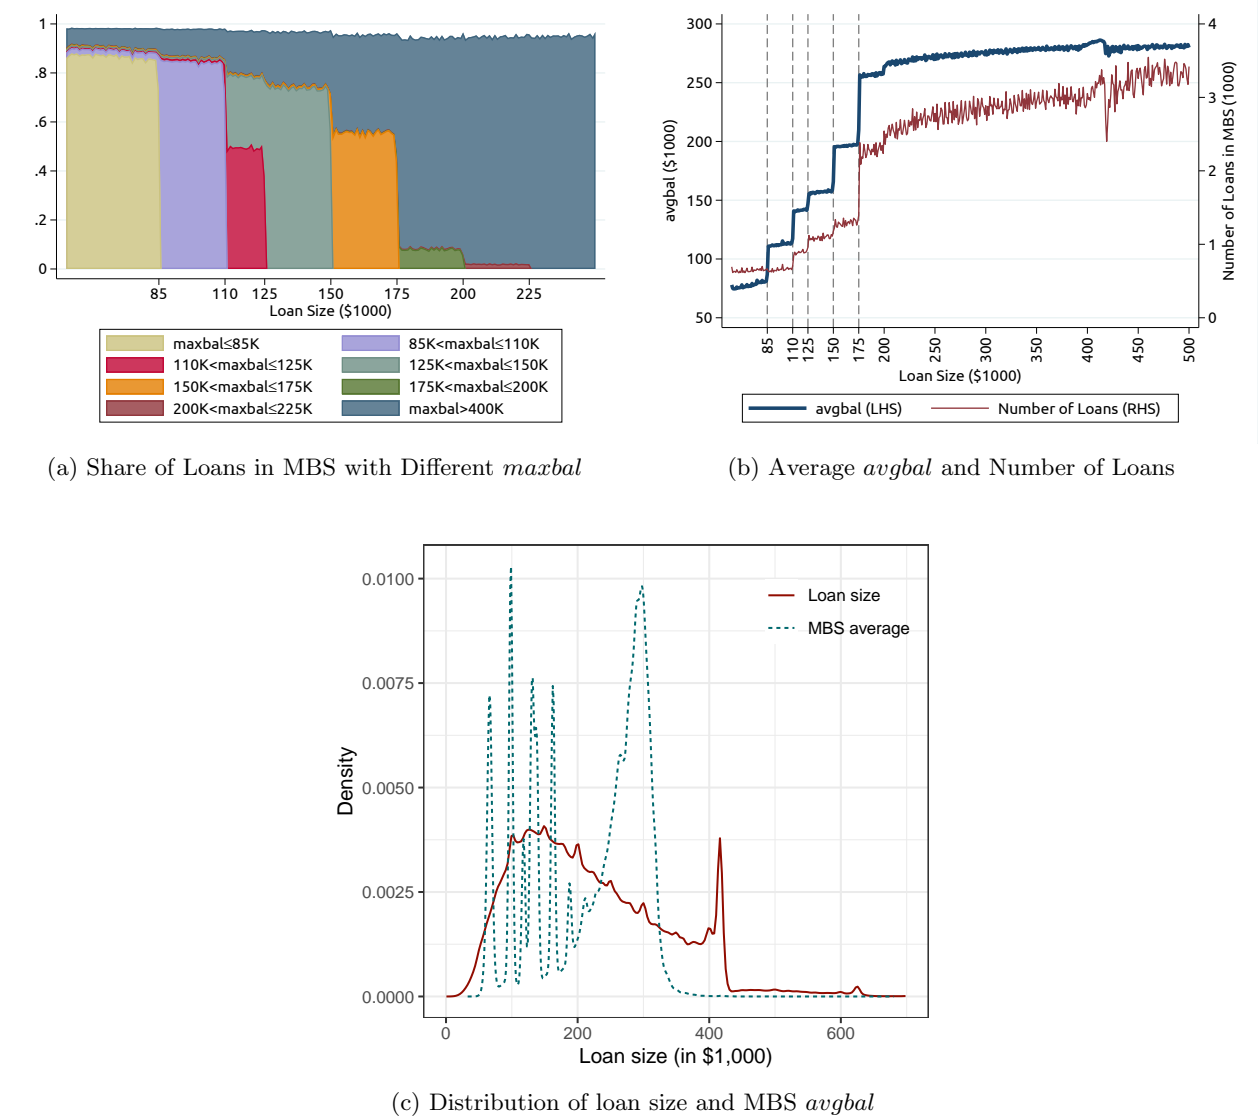 1
.8
.6
.4
.2
0
85 110 125 150 175 200 225
Loan Size ($1000)
maxbal≤85K 85K<maxbal≤110K
110K<maxbal≤125K 125K<maxbal≤150K
150K<maxbal≤175K 175K<maxbal≤200K
200K<maxbal≤225K maxbal>400K
(a) Share of Loans in MBS with Different maxbal
300
250
200
150
100
50
avgbal ($1000)
4
3
2
1
0
Number of Loans in MBS (1000)
85 110 125 150 175 200 250 300 350 400 450 500
Loan Size ($1000)
avgbal (LHS) Number of Loans (RHS)
(b) Average avgbal and Number of Loans
0.0100
0.0075
0.0050
0.0025
0.0000
Density
Loan size
MBS average
0 200 400 600
Loan size (in $1,000)
(c) Distribution of loan size and MBS avgbal